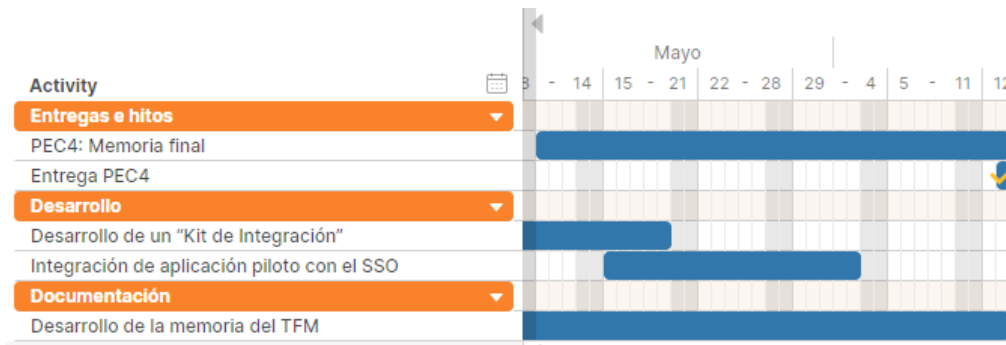 Mayo
Activity 8 - 14 15 - 21 22 - 28 29 - 4 5 - 11 12
Entregas e hitos
PEC4: Memoria final
Entrega PEC4
Desarrollo
Desarrollo de un “Kit de Integración”
Integración de aplicación piloto con el SSO
Documentación
Desarrollo de la memoria del TFM